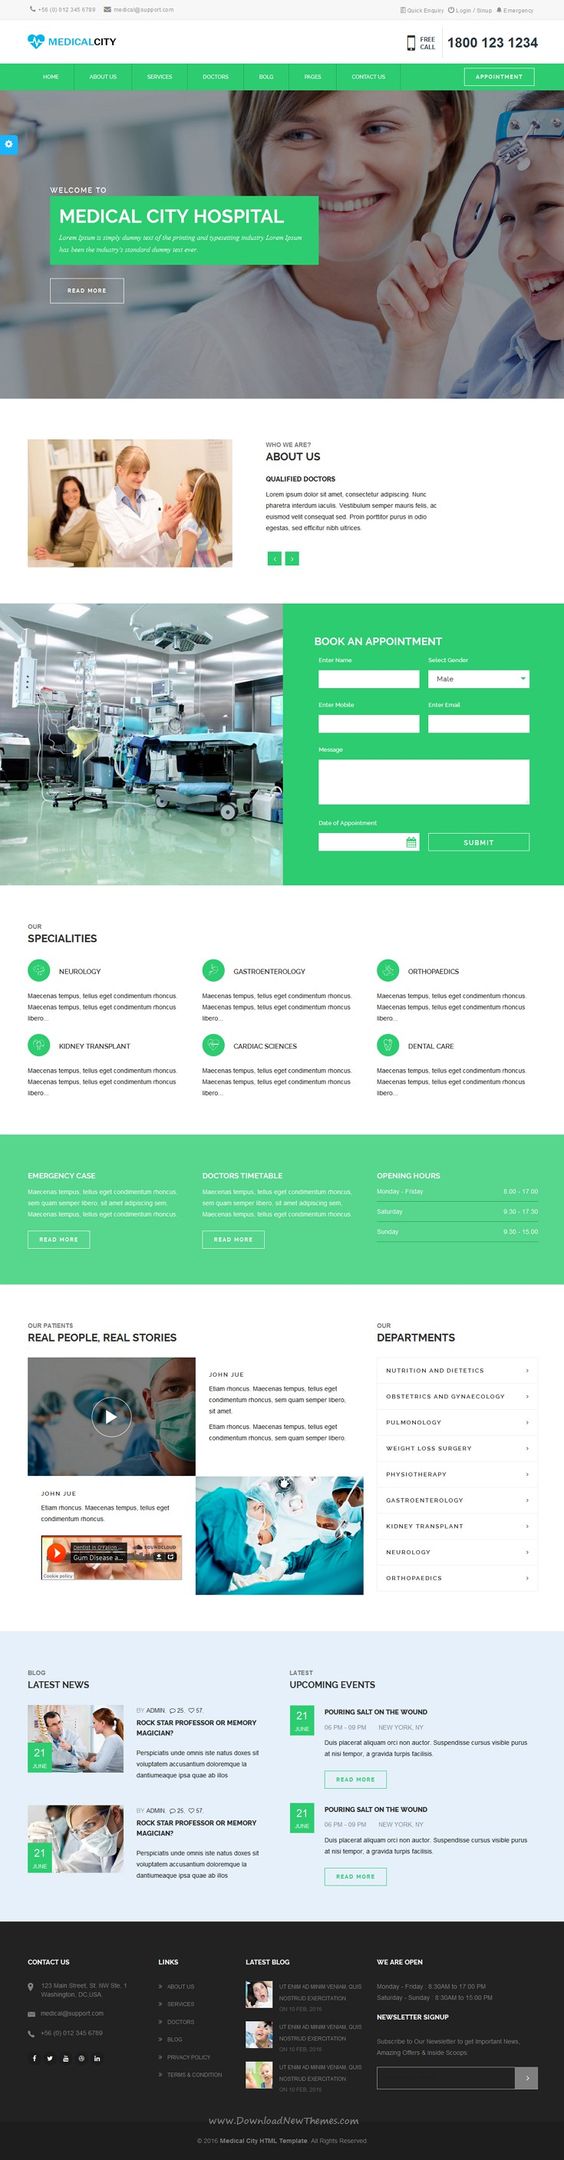 +56 (0) 012 345 6789 medical@support.com Quick Enquiry Login / Sinup Emergency
MEDICALCITY FREE CALL 1800 123 1234
HOME ABOUT US SERVICES DOCTORS BOLG PAGES CONTACT US APPOINTMENT
WELCOME TO
MEDICAL CITY HOSPITAL
Lorem Ipsum is simply dummy text of the printing and typesetting industry Lorem Ipsum
has been the industry's standard dummy text ever.
READ MORE
WHO WE ARE?
ABOUT US
QUALIFIED DOCTORS
Lorem ipsum dolor sit amet, consectetur adipiscing. Nunc
pharetra interdum iaculis. Vestibulum semper mauris felis, ac
euismod velit consequat sed. Proin porttitor purus in odio
egestas, sed efficitur nibh ultrices.
BOOK AN APPOINTMENT
Enter Name Select Gender
Male
Enter Mobile Enter Email
Message
Date of Appointment
SUBMIT
OUR
SPECIALITIES
NEUROLOGY
Maecenas tempus, tellus eget condimentum rhoncus.
Maecenas tempus, tellus eget condimentum rhoncus
libero...
GASTROENTEROLOGY
Maecenas tempus, tellus eget condimentum rhoncus.
Maecenas tempus, tellus eget condimentum rhoncus
libero...
ORTHOPAEDICS
Maecenas tempus, tellus eget condimentum rhoncus.
Maecenas tempus, tellus eget condimentum rhoncus
libero...
KIDNEY TRANSPLANT
Maecenas tempus, tellus eget condimentum rhoncus.
Maecenas tempus, tellus eget condimentum rhoncus
libero...
CARDIAC SCIENCES
Maecenas tempus, tellus eget condimentum rhoncus.
Maecenas tempus, tellus eget condimentum rhoncus
libero...
DENTAL CARE
Maecenas tempus, tellus eget condimentum rhoncus.
Maecenas tempus, tellus eget condimentum rhoncus
libero...
EMERGENCY CASE
Maecenas tempus, tellus eget condimentum rhoncus,
sem quam semper libero, sit amet adipiscing sem.
Maecenas tempus, tellus eget condimentum rhoncus.
READ MORE
DOCTORS TIMETABLE
Maecenas tempus, tellus eget condimentum rhoncus,
sem quam semper libero, sit amet adipiscing sem.
Maecenas tempus, tellus eget condimentum rhoncus.
READ MORE
OPENING HOURS
Monday - Friday 8.00 - 17.00
Saturday 9.30 - 17.30
Sunday 9.30 - 15.00
OUR PATIENTS
REAL PEOPLE, REAL STORIES
JOHN JUE
Etiam rhoncus. Maecenas tempus, tellus eget
condimentum rhoncus, sem quam semper libero,
sit amet.
Etiam rhoncus. Maecenas tempus, tellus eget
condimentum rhoncus, sem quam semper libero.
JOHN JUE
Etiam rhoncus. Maecenas tempus, tellus eget
condimentum rhoncus.
Dentist in O'Fallon ...
Gum Disease a...
SOUNDCLOUD
Cookie policy
OUR
DEPARTMENTS
NUTRITION AND DIETETICS
OBSTETRICS AND GYNAECOLOGY
PULMONOLOGY
WEIGHT LOSS SURGERY
PHYSIOTHERAPY
GASTROENTEROLOGY
KIDNEY TRANSPLANT
NEUROLOGY
ORTHOPAEDICS
BLOG
LATEST NEWS
21
JUNE
BY ADMIN, 25, 57,
ROCK STAR PROFESSOR OR MEMORY
MAGICIAN?
Perspiciatis unde omnis iste natus doxes sit
voluptatem accusantium doloremque la
dantiumeaque ipsa quae ab illos
21
JUNE
BY ADMIN, 25, 57,
ROCK STAR PROFESSOR OR MEMORY
MAGICIAN?
Perspiciatis unde omnis iste natus doxes sit
voluptatem accusantium doloremque la
dantiumeaque ipsa quae ab illos
LATEST
UPCOMING EVENTS
21
JUNE
POURING SALT ON THE WOUND
06 PM - 09 PM NEW YORK, NY
Duis placerat aliquam orci non auctor. Suspendisse cursus visibly purus
at nisi tempor, a gravida turpis facilisis.
READ MORE
21
JUNE
POURING SALT ON THE WOUND
06 PM - 09 PM NEW YORK, NY
Duis placerat aliquam orci non auctor. Suspendisse cursus visibly purus
at nisi tempor, a gravida turpis facilisis.
READ MORE
CONTACT US
123 Main Street, St. NW Ste, 1
Washington, DC,USA.
medical@support.com
+56 (0) 012 345 6789
LINKS
ABOUT US
SERVICES
DOCTORS
BLOG
PRIVACY POLICY
TERMS & CONDITION
LATEST BLOG
UT ENIM AD MINIM VENIAM, QUIS
NOSTRUD EXERCITATION
ON 10 FEB, 2016
UT ENIM AD MINIM VENIAM, QUIS
NOSTRUD EXERCITATION
ON 10 FEB, 2016
UT ENIM AD MINIM VENIAM, QUIS
NOSTRUD EXERCITATION
ON 10 FEB, 2016
WE ARE OPEN
Monday - Friday : 8:30AM to 17:00 PM
Saturday - Sunday : 8:30AM to 15:00 PM
NEWSLETTER SIGNUP
Subscribe to Our Newsletter to get Important News,
Amazing Offers & Inside Scoops:
www.DownloadNewThemes.com
© 2016 Medical City HTML Template. All Rights Reserved.